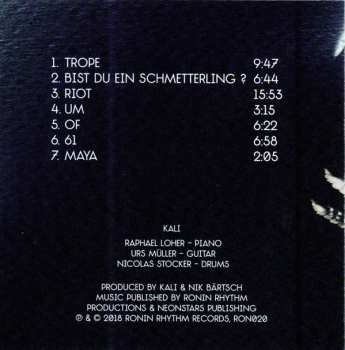 1. TROPE 9:47
2. BIST DU EIN SCHMETTERLING ? 6:44
3. RIOT 15:53
4. UM 3:15
5. OF 6:22
6. 61 6:58
7. MAYA 2:05
KALI
RAPHAEL LOHER – PIANO
URS MÜLLER – GUITAR
NICOLAS STOCKER – DRUMS
PRODUCED BY KALI & NIK BÄRTSCH
MUSIC PUBLISHED BY RONIN RHYTHM
PRODUCTIONS & NEONSTARS PUBLISHING
℗ & © 2018 RONIN RHYTHM RECORDS, RON020